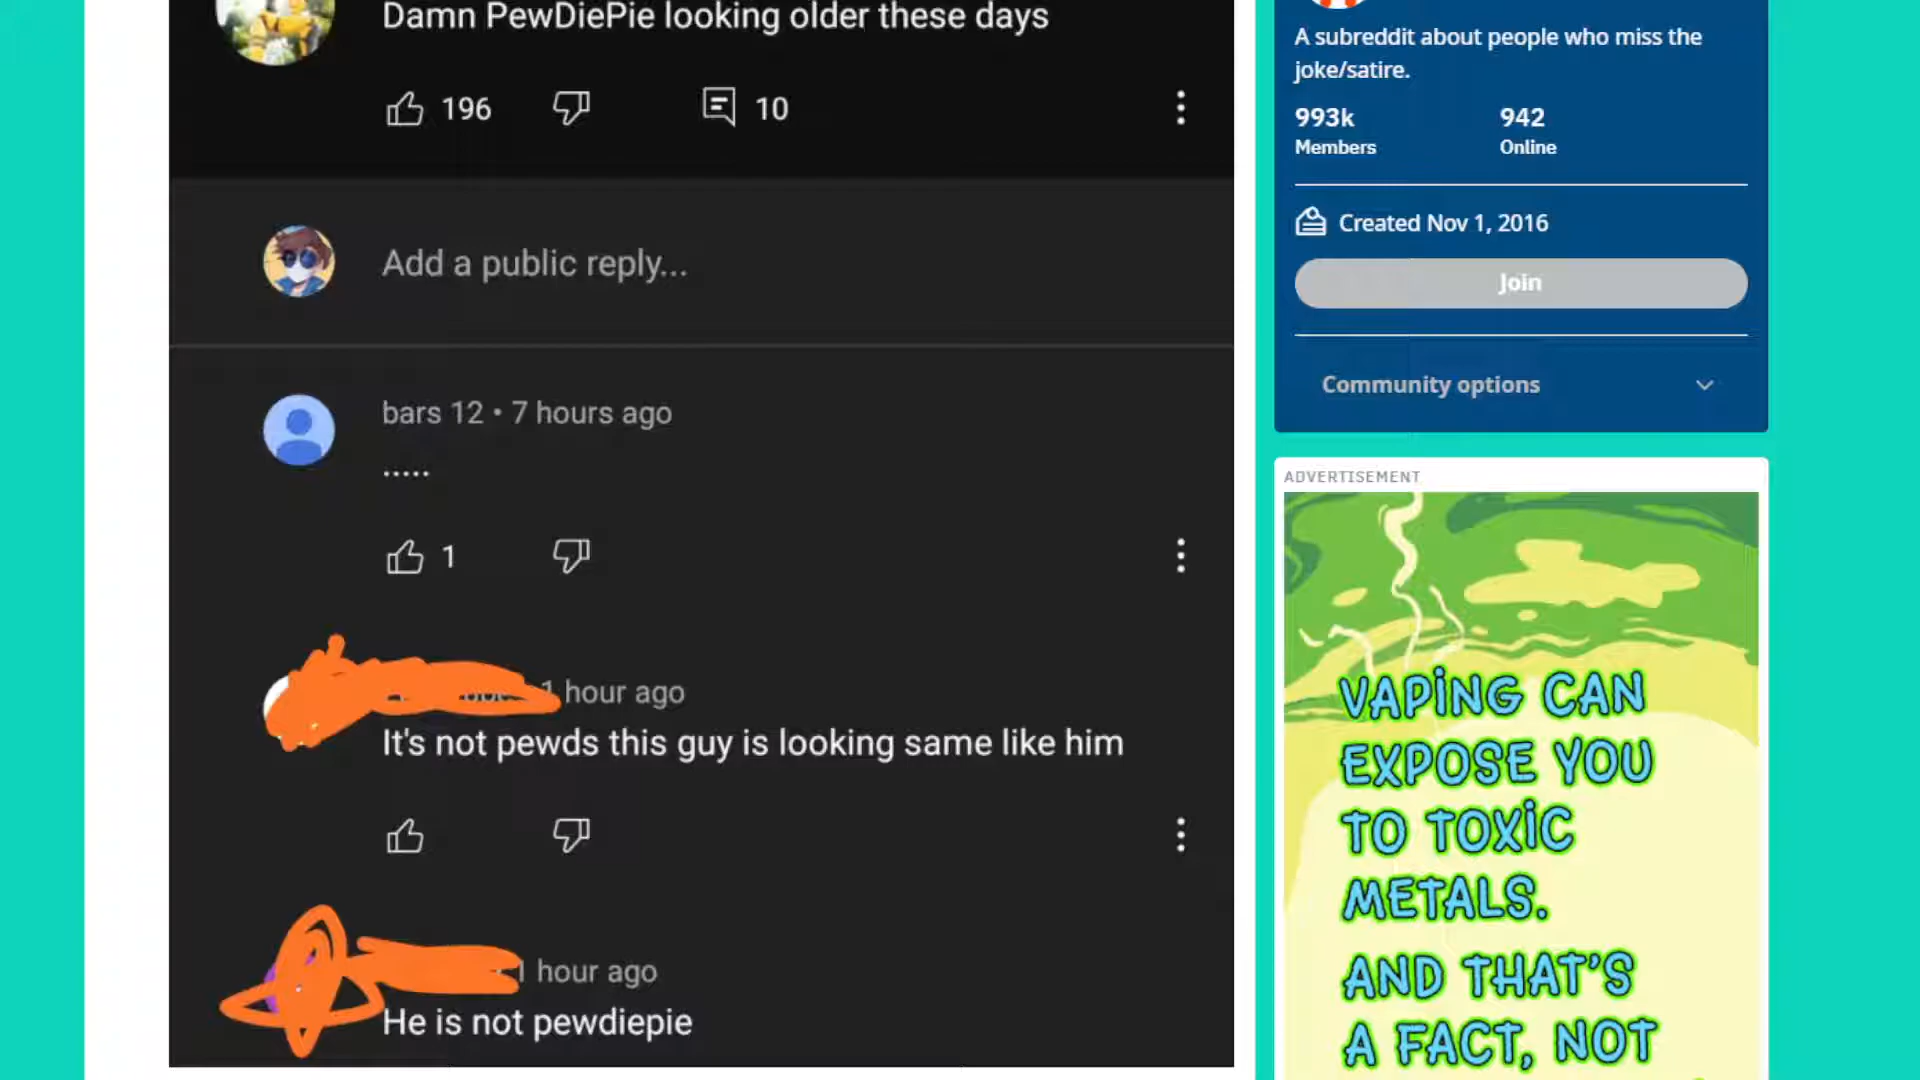 Damn PewDiePie looking older these days
196
10
Add a public reply...
bars 12 • 7 hours ago
.....
1
1 hour ago
It's not pewds this guy is looking same like him
1 hour ago
He is not pewdiepie
A subreddit about people who miss the
joke/satire.
993k
942
Members
Online
Created Nov 1, 2016
Join
Community options
ADVERTISEMENT
VAPING CAN
EXPOSE YOU
TO TOXIC
METALS.
AND THAT'S
A FACT, NOT